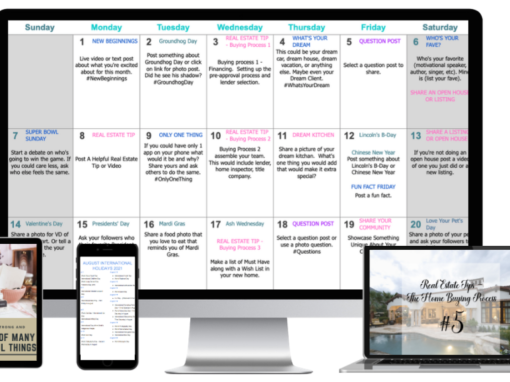 Sunday Monday Tuesday Wednesday Thursday Friday Saturday
1 NEW BEGINNINGS
Live video or text post
about what you're excited
about for this month.
#NewBeginnings
2 Groundhog Day
Post something about
Groundhog Day or click
on link for photo post.
Did he see his shadow?
#GroundhogDay
3 REAL ESTATE TIP
- Buying Process 1
Buying process 1 -
Financing. Setting up the
pre-approval process and
lender selection.
4 WHAT'S YOUR
DREAM
This could be your dream
car, dream house, dream
vacation, or anything
else. Maybe even your
Dream Client.
#WhatsYourDream
5 QUESTION POST
Select a question to
share.
6 WHO'S YOUR
FAVE?
Who's your favorite
(motivational speaker,
author, singer, etc).
is (list your fave).
SHARE AN OPEN HOUSE
OR LISTING
7 SUPER BOWL
SUNDAY
Start a debate on who's
going to win the game. If
you could care less, ask
who else feels the same.
8 REAL ESTATE TIP
Post A Helpful Real Estate
Tip or Video
9 ONLY ONE THING
If you could have only 1
app on your phone what
would it be and why?
Share yours and ask
others to do the same.
#OnlyOneThing
10 REAL ESTATE TIP
- Buying Process 2
Buying Process 2
assemble your team.
This would include lender,
home inspector, title
company.
11 DREAM KITCHEN
Share a picture of your
dream kitchen. What's
one thing you would add
that would make it extra
special?
12 Lincoln's B-Day
Chinese New Year
Post something about
Lincoln's B-Day or
Chinese New Year
FUN FACT FRIDAY
Post a fun fact.
13 SHARE A LISTING
OR OPEN HOUSE
If you're not doing an
open house post a video
of one you just did or a
new listing.
14 Valentine's Day
Share a photo for VD of
or tell a
15 Presidents' Day
Ask your followers who
16 Mardi Gras
Share a food photo that
you love to eat that
reminds you of Mardi
Gras.
17 Ash Wednesday
REAL ESTATE TIP -
Buying Process 3
Make a list of Must Have
along with a Wish List in
your new home.
18 QUESTION POST
Select a question post or
use a photo question.
#Questions
19 SHARE YOUR
COMMUNITY
Showcase Something
Unique About Your
20 Love Your Pet's
Day
Share a photo of your pet
and ask your followers to
OF MANY
THINGS
AUGUST INTERNATIONAL
Real Estate Tips
The Home Buying Process
#5